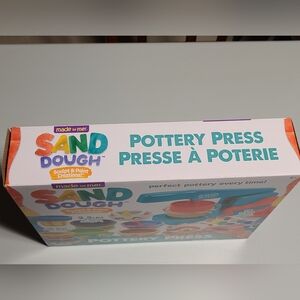 made by me!
SAND
DOUGH™
Sculpt & Paint
Creations!
POTTERY PRESS
PRESSE À POTERIE
made by me!
SAND
DOUGH
perfect pottery every time!
POTTERY PRESS